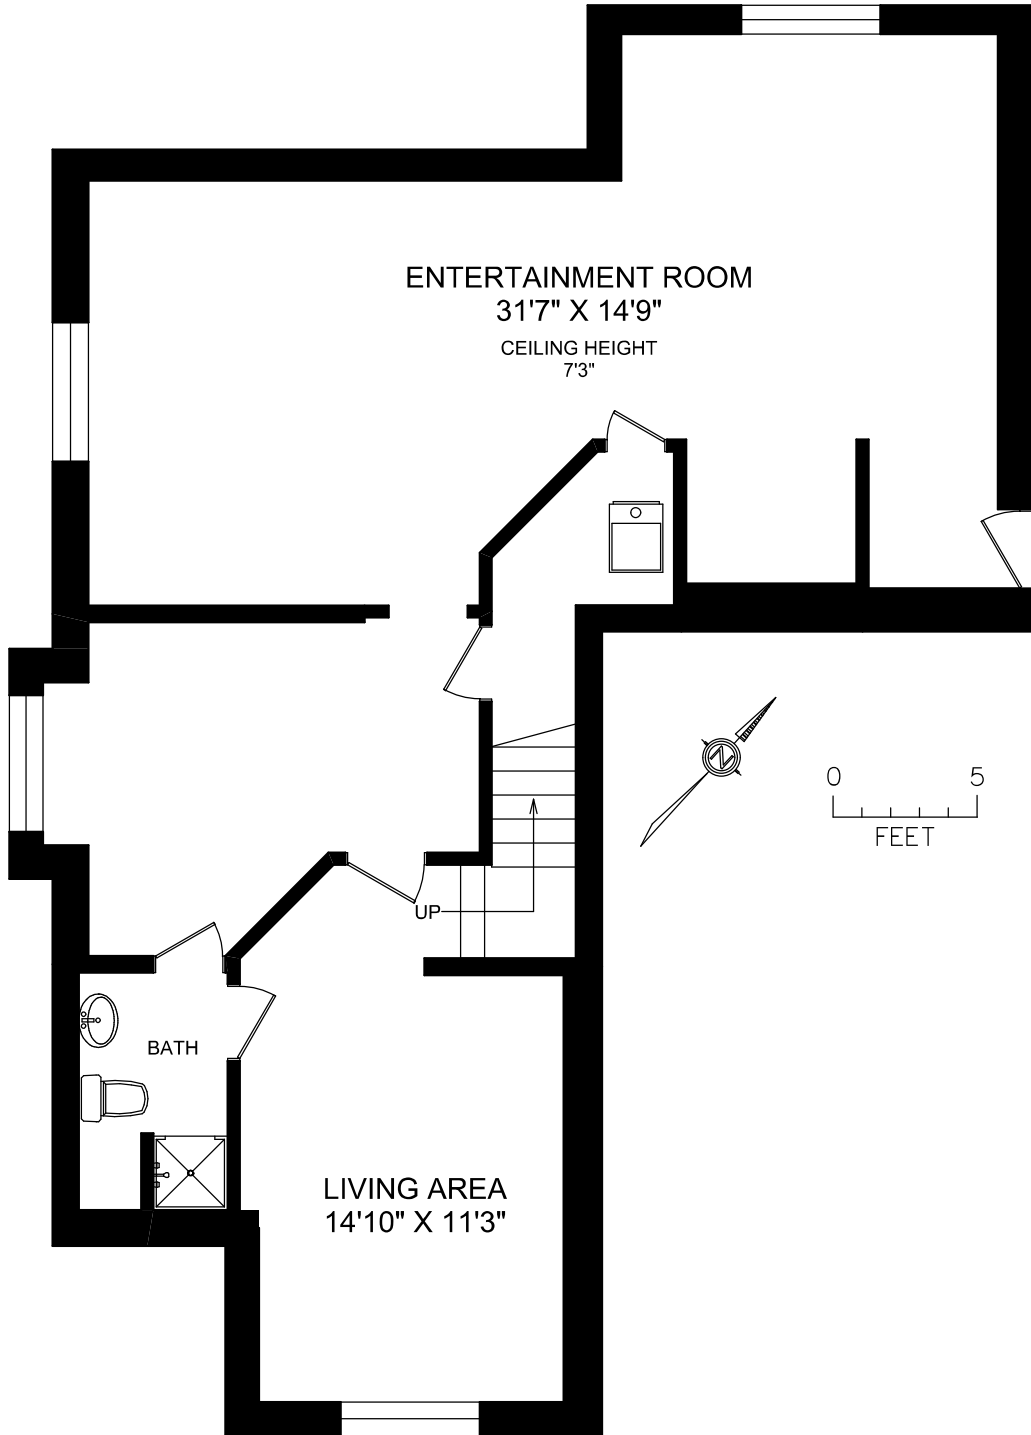 ENTERTAINMENT ROOM
31'7" X 14'9"
CEILING HEIGHT
7'3"
N
0 5
FEET
UP
BATH
LIVING AREA
14'10" X 11'3"